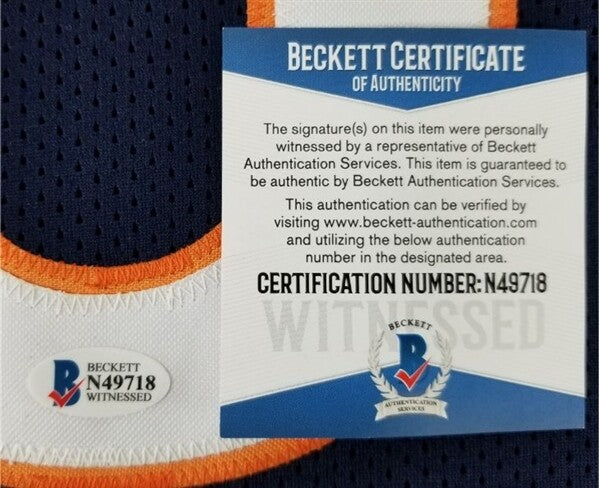 BECKETT CERTIFICATE
OF AUTHENTICITY
The signature(s) on this item were personally
witnessed by a representative of Beckett
Authentication Services. This item is guaranteed to
be authentic by Beckett Authentication Services.
This authentication can be verified by
visiting www.beckett-authentication.com
and utilizing the below authentication
number in the designated area.
CERTIFICATION NUMBER: N49718
WITNESSED
BECKETT
B
AUTHENTICATION
SERVICES
B
BECKETT
N49718
WITNESSED